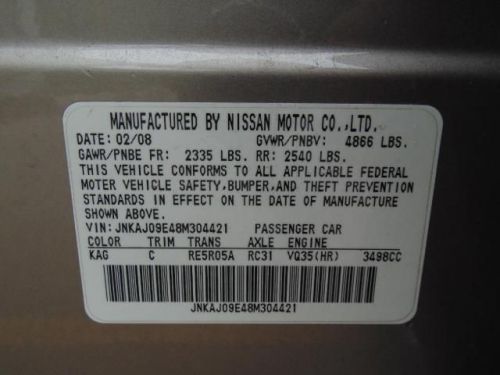 MANUFACTURED BY NISSAN MOTOR CO.,LTD.
DATE: 02/08 GVWR/PNBV: 4866 LBS.
GAWR/PNBE FR: 2335 LBS. RR: 2540 LBS.
THIS VEHICLE CONFORMS TO ALL APPLICABLE FEDERAL
MOTER VEHICLE SAFETY,BUMPER,AND THEFT PREVENTION
STANDARDS IN EFFECT ON THE DATE OF MANUFACTURE
SHOWN ABOVE.
VIN:JNKAJ09E48M304421 PASSENGER CAR
COLOR TRIM TRANS AXLE ENGINE
KAG C RE5R05A RC31 VQ35(HR) 3498CC
JNKAJ09E48M304421